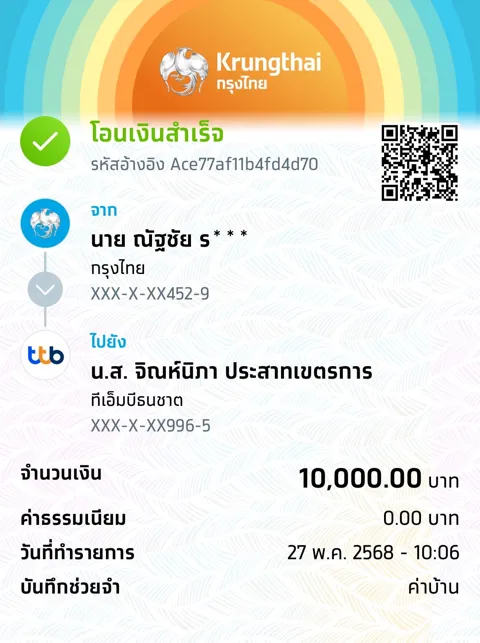 Krungthai
กรุงไทย
โอนเงินสำเร็จ
รหัสอ้างอิง Ace77af11b4fd4d70
จาก
นาย ณัฐชัย ร***
กรุงไทย
XXX-X-XX452-9
ไปยัง
ttb
น.ส. จิณห์นิภา ประสาทเขตรการ
ทีเอ็มบีธนชาต
XXX-X-XX996-5
จำนวนเงิน 10,000.00 บาท
ค่าธรรมเนียม 0.00 บาท
วันที่ทำรายการ 27 พ.ค. 2568 - 10:06
บันทึกช่วยจำ ค่าบ้าน